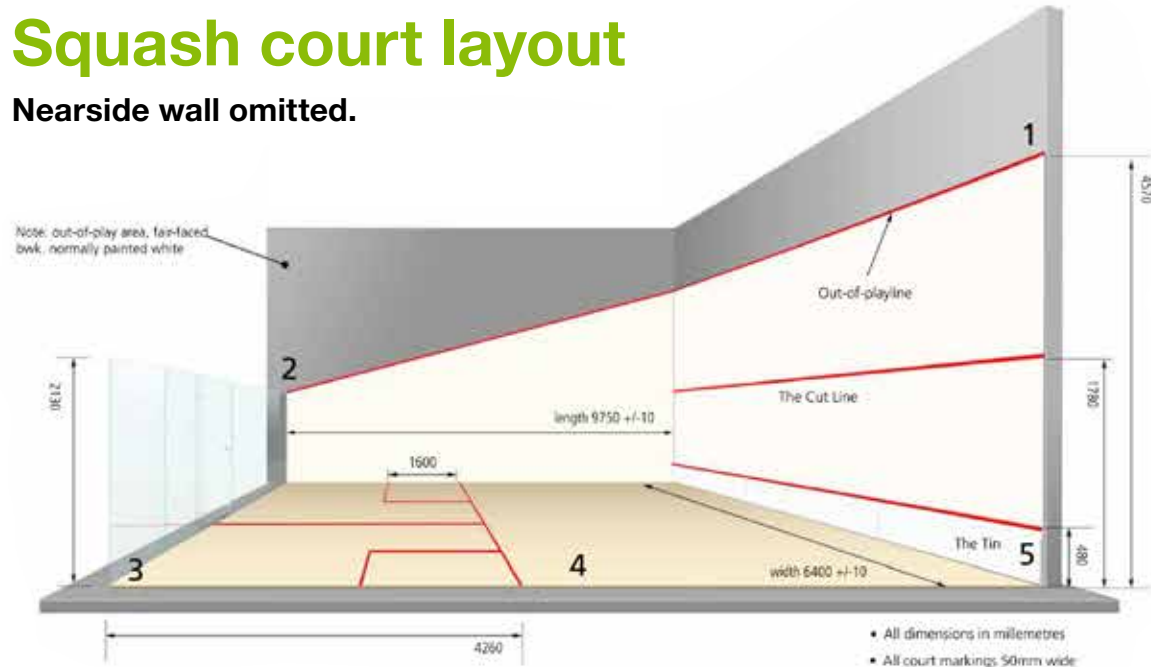 Squash court layout
Nearside wall omitted.
1
4570
Note: out-of-play area, fair-faced
bwk. normally painted white
Out-of-playline
2
2130
The Cut Line
1780
length 9750 +/-10
1600
The Tin
5
480
3
4
width 6400 +/-10
4260
• All dimensions in millemetres
• All court markings 50mm wide